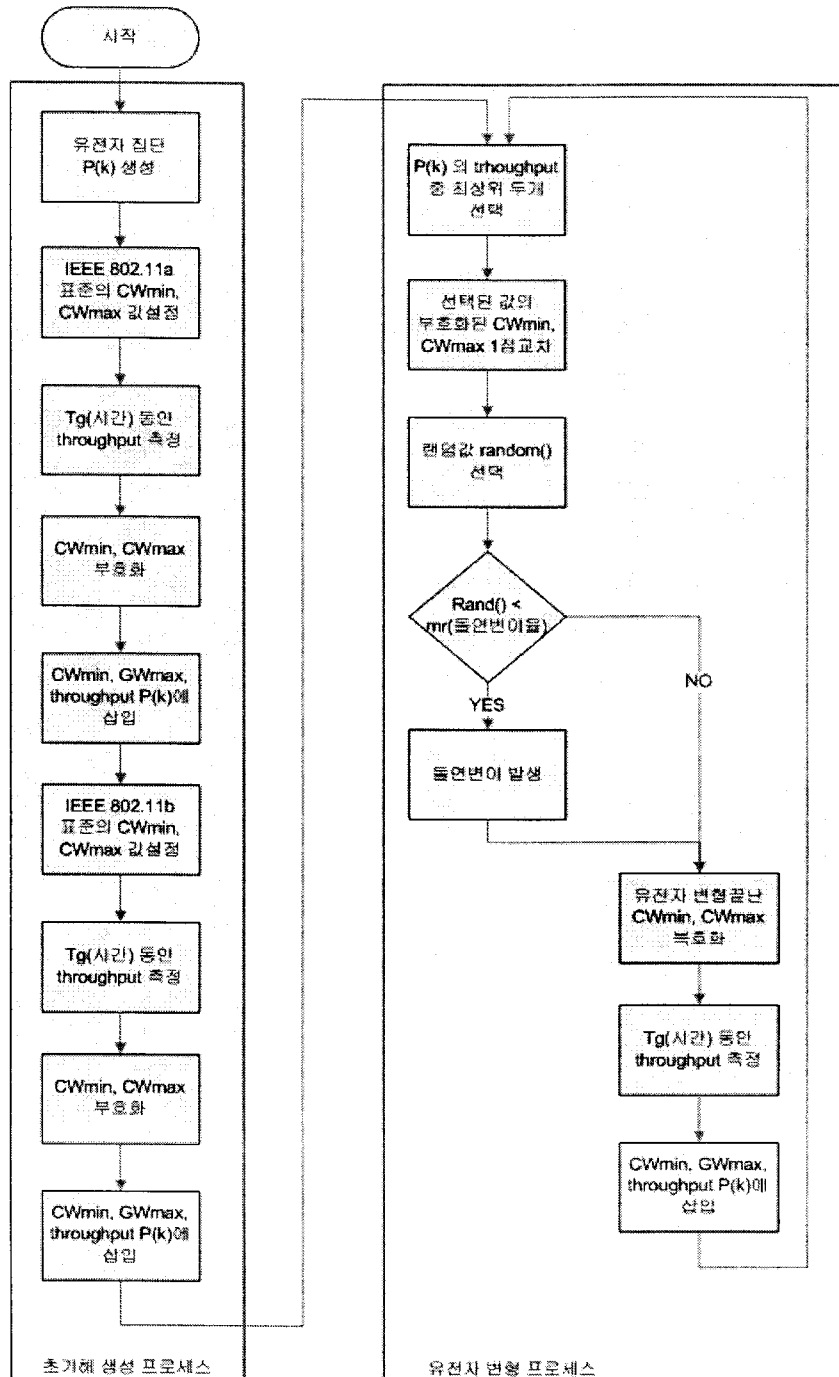 시작
유전자 집단
P(k) 생성
IEEE 802.11a
표준의 CWmin,
CWmax 값설정
Tg(시간) 동안
throughput 측정
CWmin, CWmax
부호화
CWmin, GWmax,
throughput P(k)에
삽입
IEEE 802.11b
표준의 CWmin,
CWmax 값설정
Tg(시간) 동안
throughput 측정
CWmin, CWmax
부호화
CWmin, GWmax,
throughput P(k)에
삽입
초기해 생성 프로세스
P(k) 의 trhoughput
중 최상위 두개
선택
선택된 값의
부호화된 CWmin,
CWmax 1점교차
랜덤값 random()
선택
Rand() <
mr(돌연변이율)
YES
NO
돌연변이 발생
유전자 변형끝난
CWmin, CWmax
복호화
Tg(시간) 동안
throughput 측정
CWmin, GWmax,
throughput P(k)에
삽입
유전자 변형 프로세스